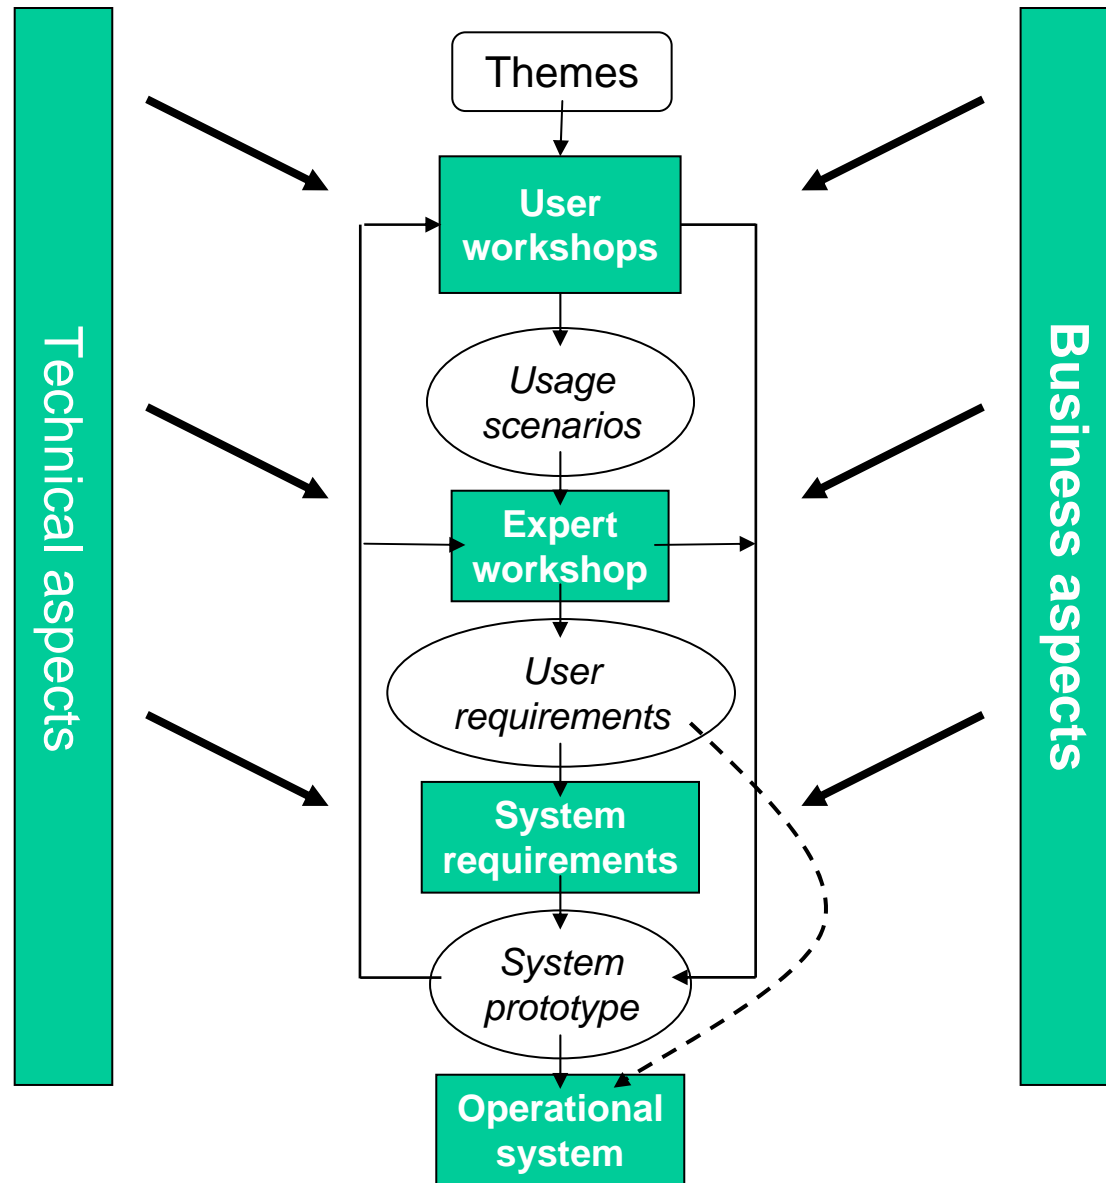 Themes
User
workshops
Usage
scenarios
Expert
workshop
User
requirements
System
requirements
System
prototype
Operational
system
Technical aspects
Business aspects